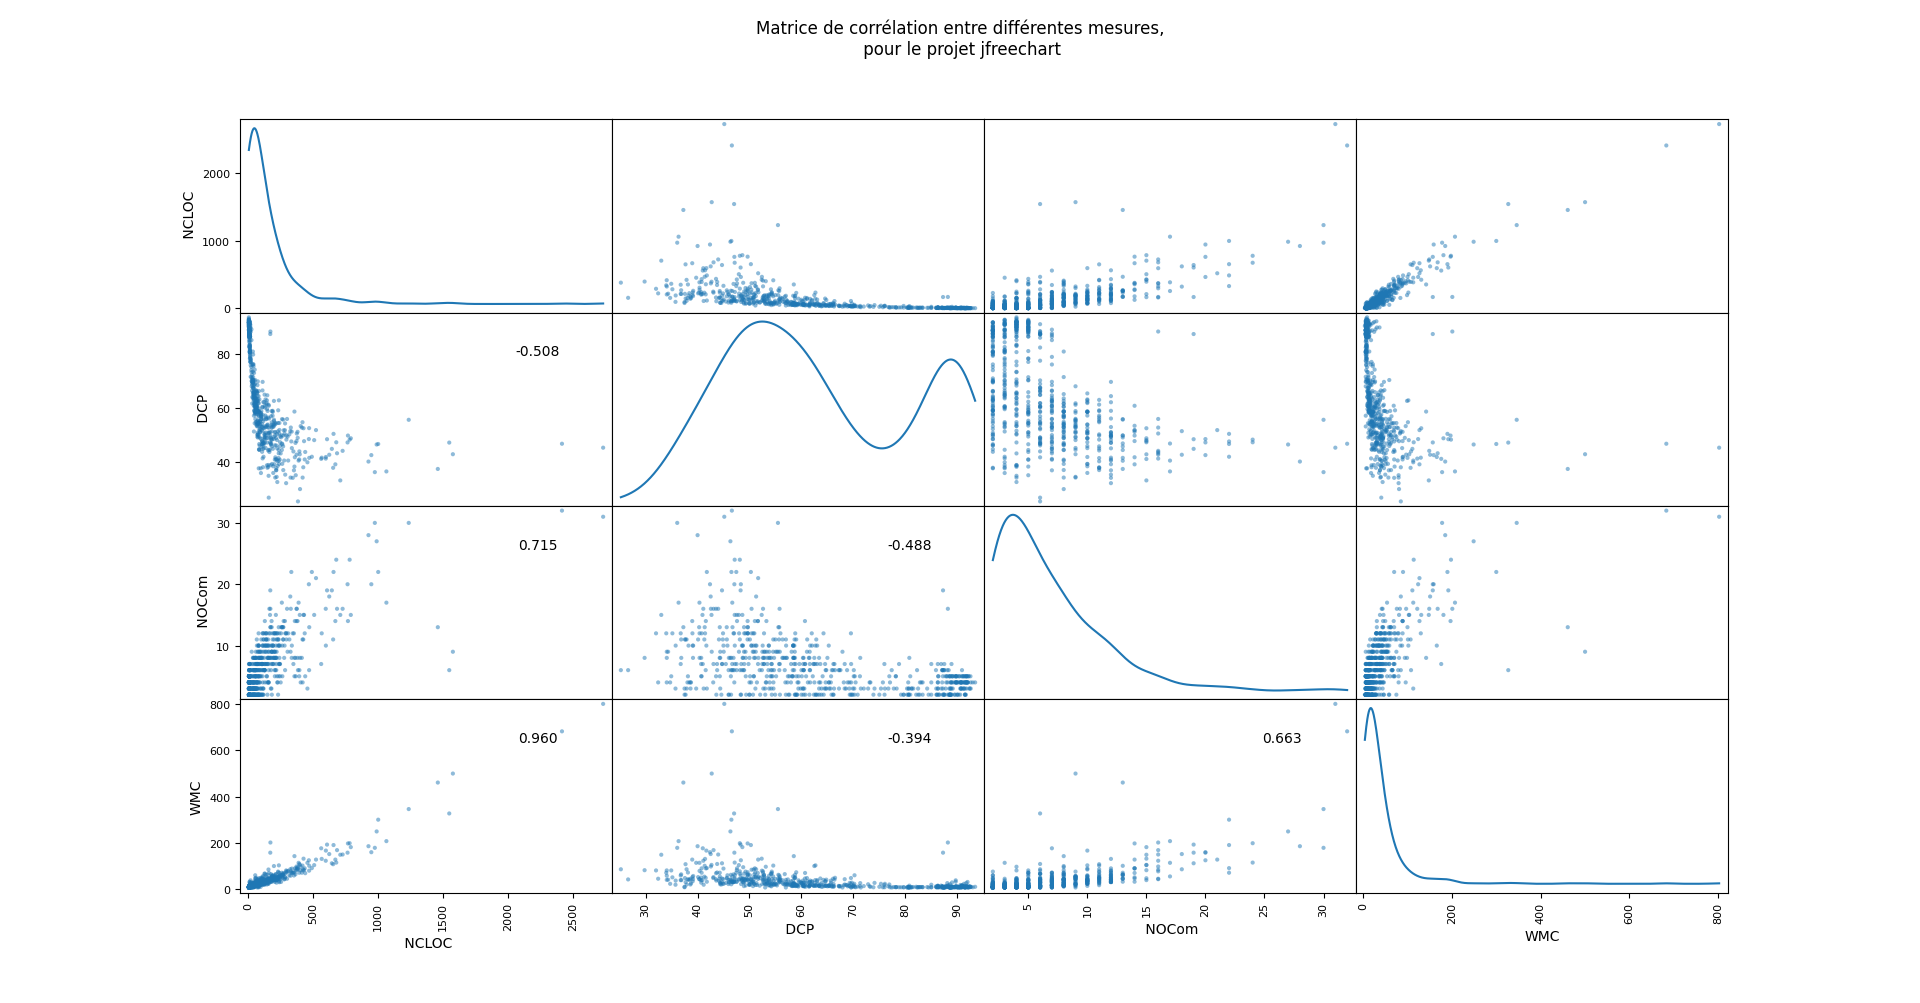 Matrice de corrélation entre différentes mesures,
pour le projet jfreechart
NCLOC
2000
1000
0
DCP
80
60
40
-0.508
NOCom
30
20
10
0.715
-0.488
WMC
800
600
400
200
0
0.960
-0.394
0.663
0 500 1000 1500 2000 2500
30 40 50 60 70 80 90
5 10 15 20 25 30
0 200 400 600 800
NCLOC
DCP
NOCom
WMC